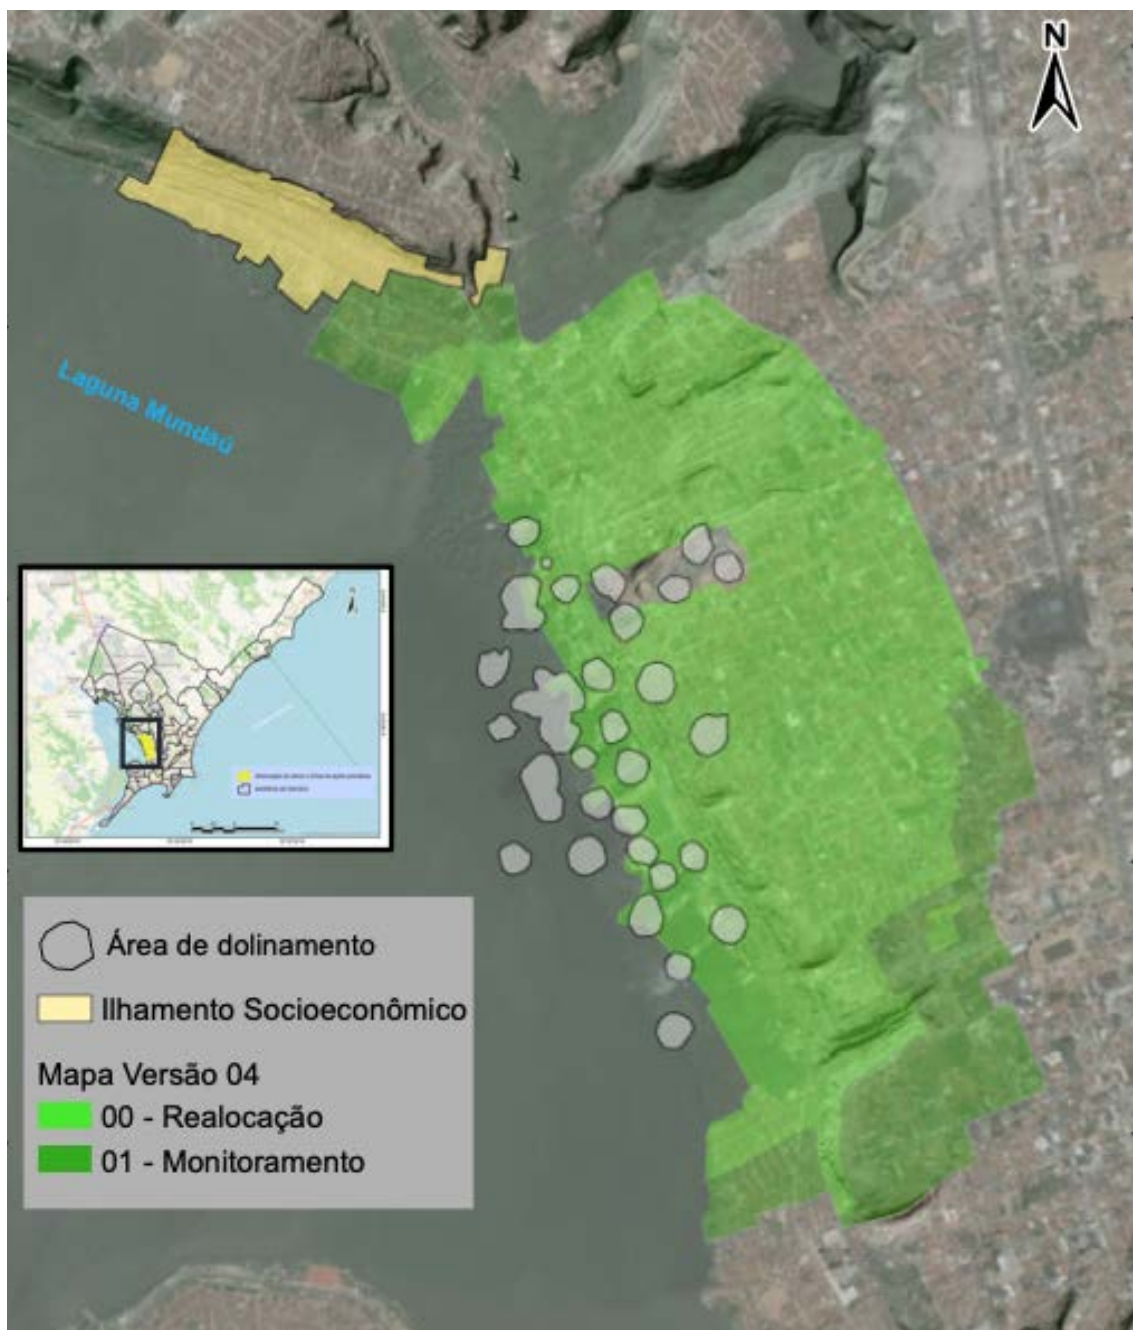 N
Laguna Mundaú
Área de dolinamento
Ilhamento Socioeconômico
Mapa Versão 04
00 - Realocação
01 - Monitoramento